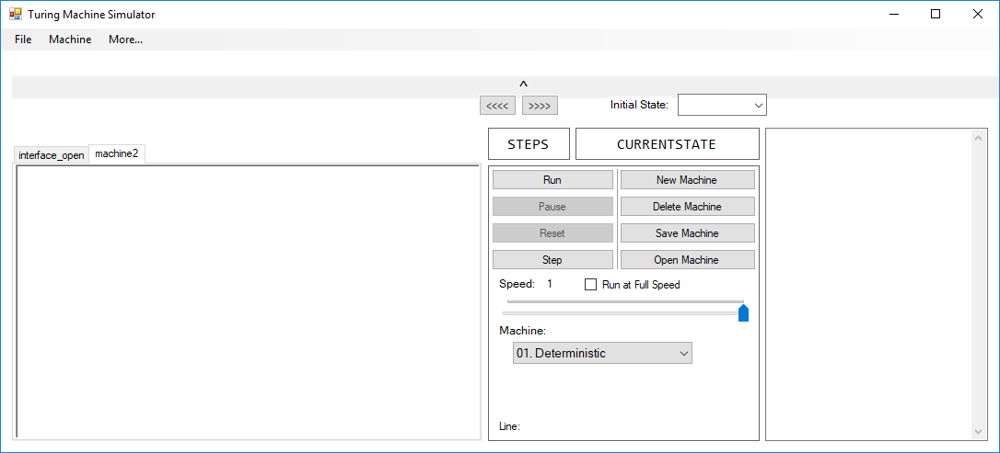 Turing Machine Simulator
File Machine More...
^
<<<< >>>> Initial State:
STEPS CURRENTSTATE
interface_open machine2
Run New Machine
Pause Delete Machine
Reset Save Machine
Step Open Machine
Speed: 1 Run at Full Speed
Machine:
01. Deterministic
Line: